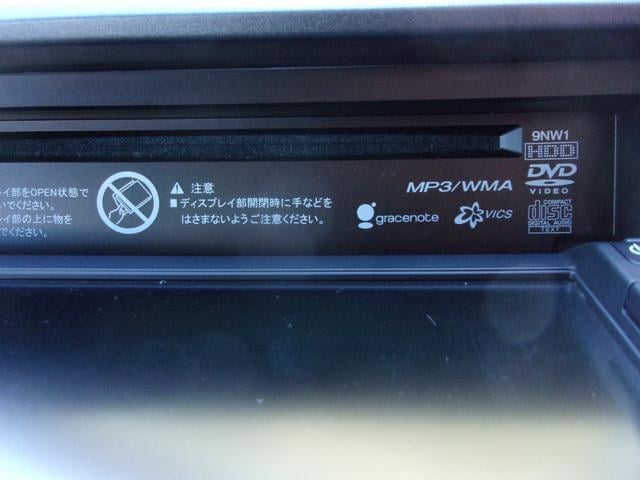 9NW1
HDD
イ部をOPEN状態で
いでください。
イ部の上に物を
でください。
⚠ 注意
■ディスプレイ部開閉時に手などを
はさまないようご注意ください。
MP3/WMA
gracenote
VICS
DVD
VIDEO
COMPACT
disc
DIGITAL AUDIO
TEXT